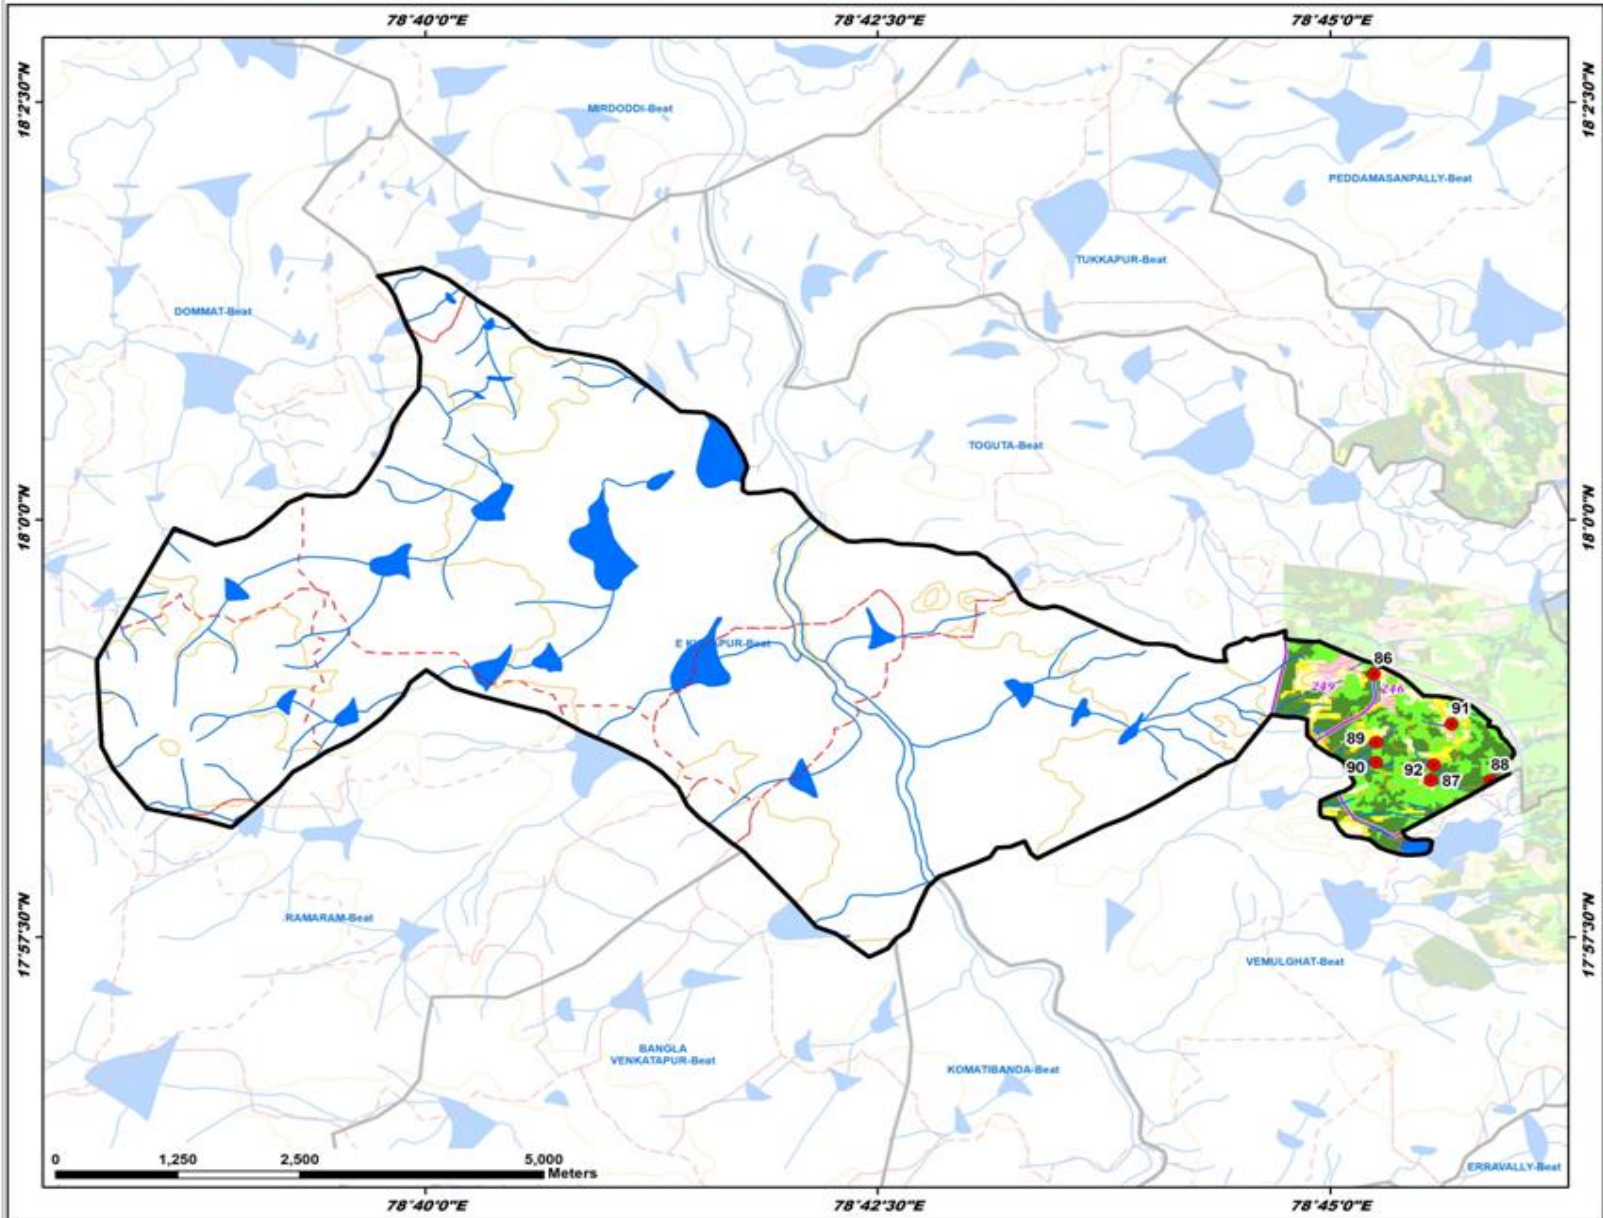 78°40'0"E 78°42'30"E 78°45'0"E
18°2'30"N 18°2'30"N
MIRDODDI-Beat
PEDDAMASANPALLY-Beat
TUKKAPUR-Beat
DOMMAT-Beat
TOGUTA-Beat
18°0'0"N 18°0'0"N
PUR-Beat
86
249 246
91
89
90 92 87 88
RAMARAM-Beat
17°57'30"N 17°57'30"N
VEMULGHAT-Beat
BANGLA
VENKATAPUR-Beat
KOMATIBANDA-Beat
0 1,250 2,500 5,000
Meters
ERRAVALLY-Beat
78°40'0"E 78°42'30"E 78°45'0"E